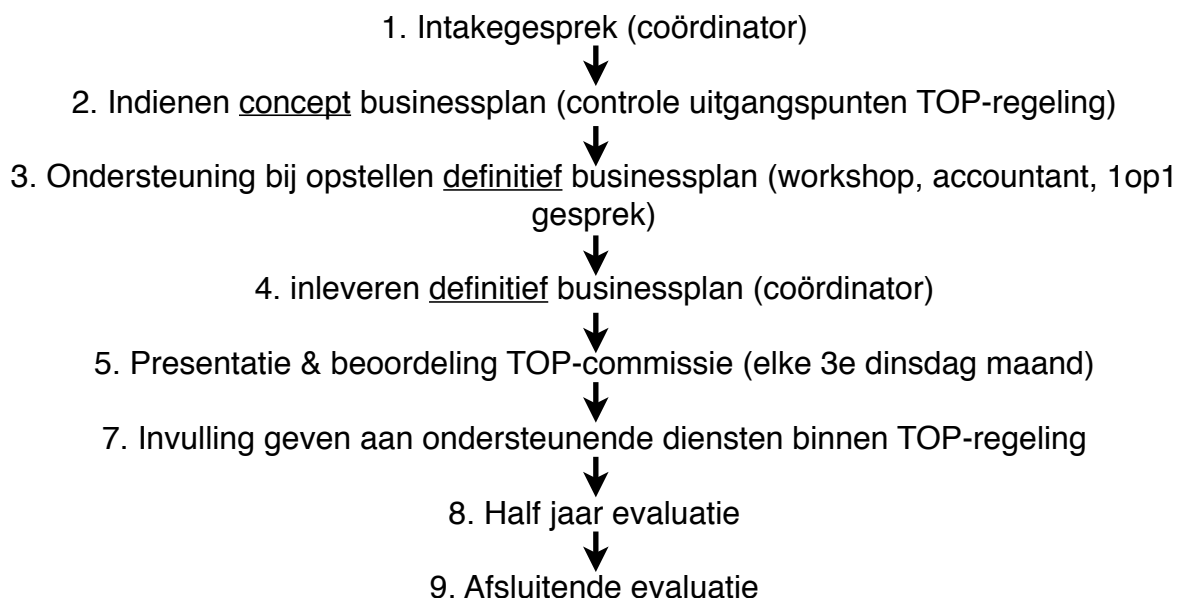 1. Intakegesprek (coördinator)
2. Indienen concept businessplan (controle uitgangspunten TOP-regeling)
3. Ondersteuning bij opstellen definitief businessplan (workshop, accountant, 1op1
gesprek)
4. inleveren definitief businessplan (coördinator)
5. Presentatie & beoordeling TOP-commissie (elke 3e dinsdag maand)
7. Invulling geven aan ondersteunende diensten binnen TOP-regeling
8. Half jaar evaluatie
9. Afsluitende evaluatie